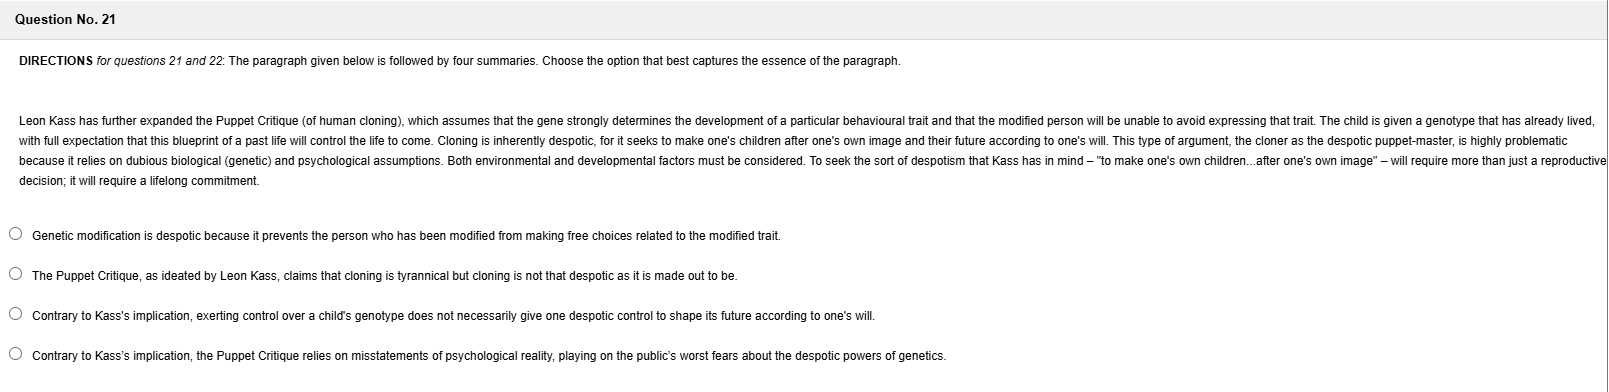 Question No. 21
DIRECTIONS for questions 21 and 22: The paragraph given below is followed by four summaries. Choose the option that best captures the essence of the paragraph.
Leon Kass has further expanded the Puppet Critique (of human cloning), which assumes that the gene strongly determines the development of a particular behavioural trait and that the modified person will be unable to avoid expressing that trait. The child is given a genotype that has already lived,
with full expectation that this blueprint of a past life will control the life to come. Cloning is inherently despotic, for it seeks to make one's children after one's own image and their future according to one's will. This type of argument, the cloner as the despotic puppet-master, is highly problematic
because it relies on dubious biological (genetic) and psychological assumptions. Both environmental and developmental factors must be considered. To seek the sort of despotism that Kass has in mind – "to make one's own children...after one's own image" – will require more than just a reproductive
decision; it will require a lifelong commitment.
Genetic modification is despotic because it prevents the person who has been modified from making free choices related to the modified trait.
The Puppet Critique, as ideated by Leon Kass, claims that cloning is tyrannical but cloning is not that despotic as it is made out to be.
Contrary to Kass's implication, exerting control over a child's genotype does not necessarily give one despotic control to shape its future according to one's will.
Contrary to Kass's implication, the Puppet Critique relies on misstatements of psychological reality, playing on the public's worst fears about the despotic powers of genetics.